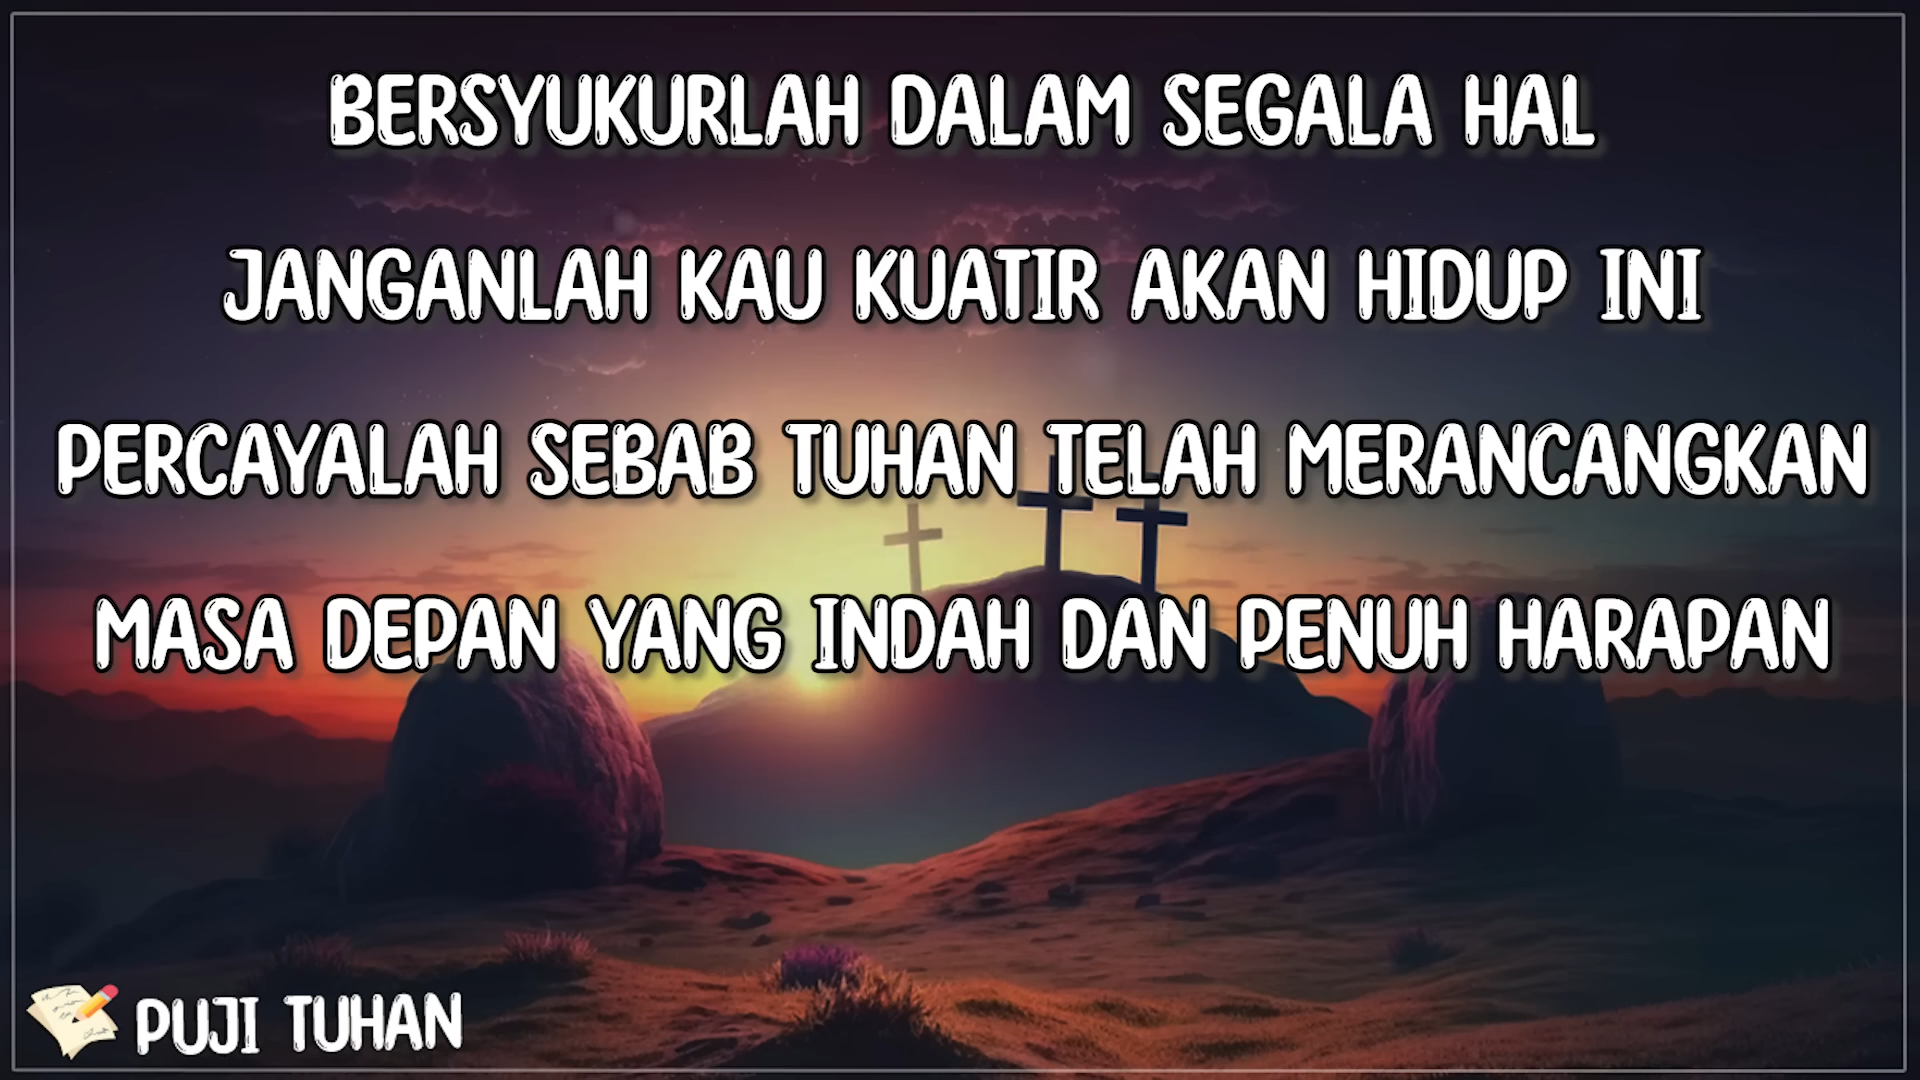 BERSYUKURLAH DALAM SEGALA HAL
JANGANLAH KAU KUATIR AKAN HIDUP INI
PERCAYALAH SEBAB TUHAN TELAH MERANCANGKAN
MASA DEPAN YANG INDAH DAN PENUH HARAPAN
PUJI TUHAN